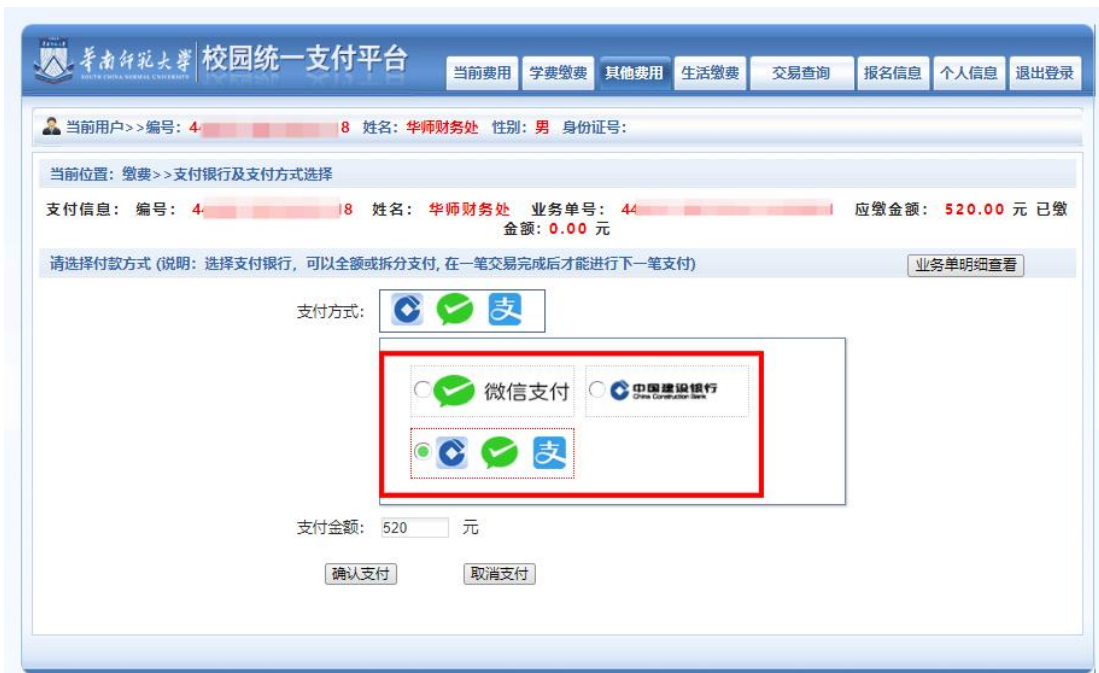 华南师范大学 校园统一支付平台
SOUTH CHINA NORMAL UNIVERSITY
当前费用 学费缴费 其他费用 生活缴费 交易查询 报名信息 个人信息 退出登录
当前用户>>编号: 4 8 姓名: 华师财务处 性别: 男 身份证号:
当前位置: 缴费>>支付银行及支付方式选择
支付信息: 编号: 4 8 姓名: 华师财务处 业务单号: 44 1 应缴金额: 520.00 元 已缴
金额: 0.00 元
请选择付款方式 (说明: 选择支付银行, 可以全额或拆分支付, 在一笔交易完成后才能进行下一笔支付) 业务单明细查看
支付方式: 支
微信支付 中国建设银行
China Construction Bank
支
支付金额: 520 元
确认支付 取消支付